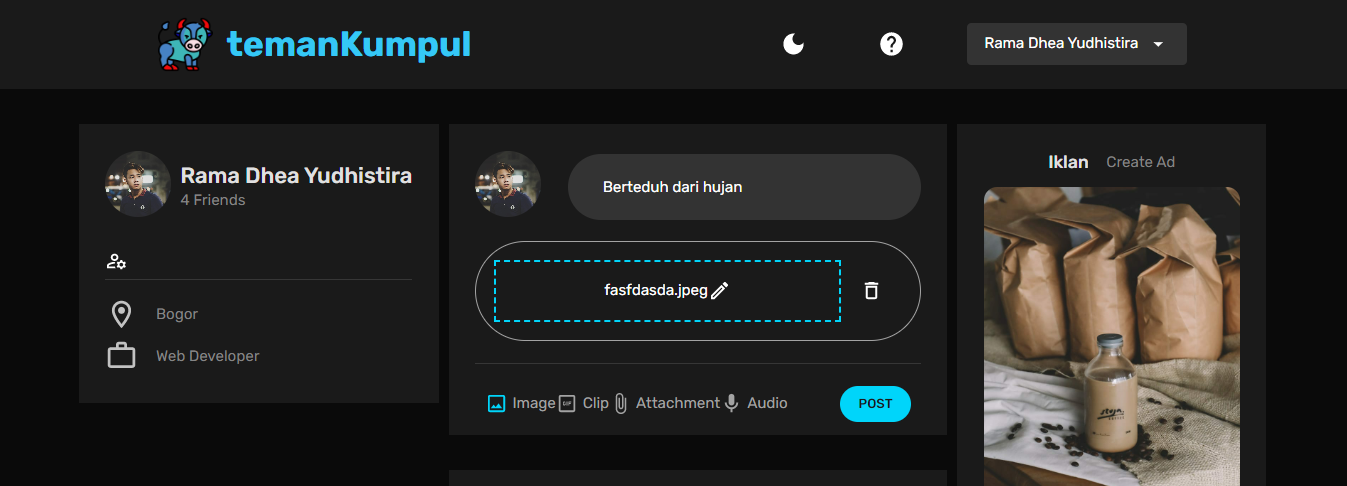 temanKumpul
Rama Dhea Yudhistira
Rama Dhea Yudhistira
4 Friends
Bogor
Web Developer
Berteduh dari hujan
fasfdasda.jpeg
Image
GIF
Clip
Attachment
Audio
POST
Iklan
Create Ad